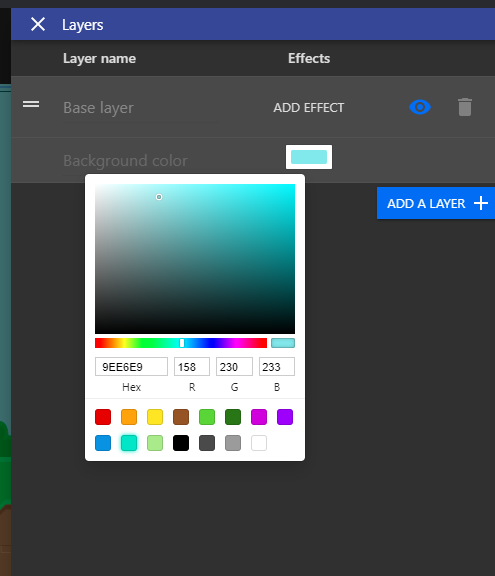 Layers
Layer name Effects
Base layer ADD EFFECT
Background color
ADD A LAYER
9EE6E9 158 230 233
Hex R G B